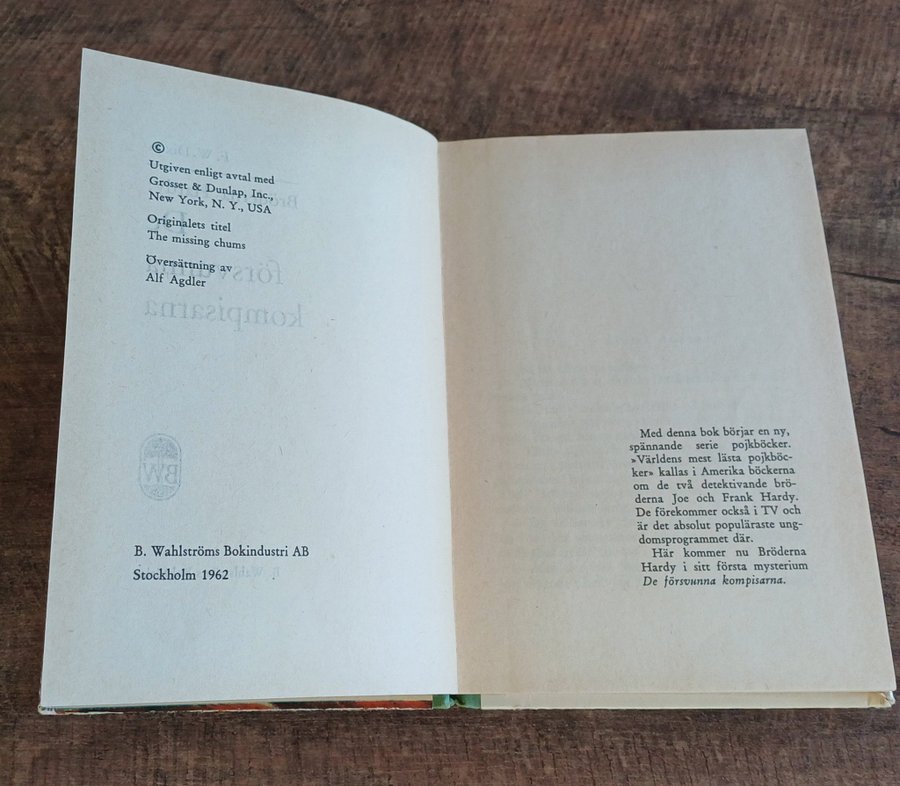 ©
Utgiven enligt avtal med
Grosset & Dunlap, Inc.,
New York, N. Y., USA
Originalets titel
The missing chums
Översättning av
Alf Agdler
försvunna
kompisarna
BW
B. Wahlströms Bokindustri AB
Stockholm 1962
Med denna bok börjar en ny,
spännande serie pojkböcker.
»Världens mest lästa pojkböc-
ker» kallas i Amerika böckerna
om de två detektivande brö-
derna Joe och Frank Hardy.
De förekommer också i TV och
är det absolut populäraste ung-
domsprogrammet där.
Här kommer nu Bröderna
Hardy i sitt första mysterium
De försvunna kompisarna.